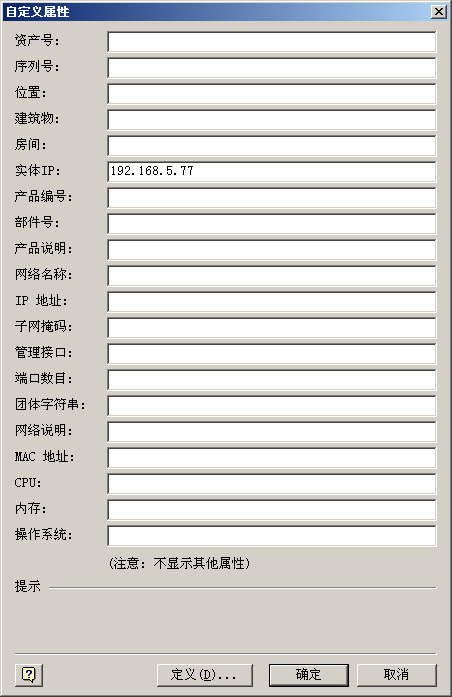 自定义属性
资产号:
序列号:
位置:
建筑物:
房间:
实体IP: 192.168.5.77
产品编号:
部件号:
产品说明:
网络名称:
IP 地址:
子网掩码:
管理接口:
端口数目:
团体字符串:
网络说明:
MAC 地址:
CPU:
内存:
操作系统:
(注意: 不显示其他属性)
提示
定义(D)... 确定 取消